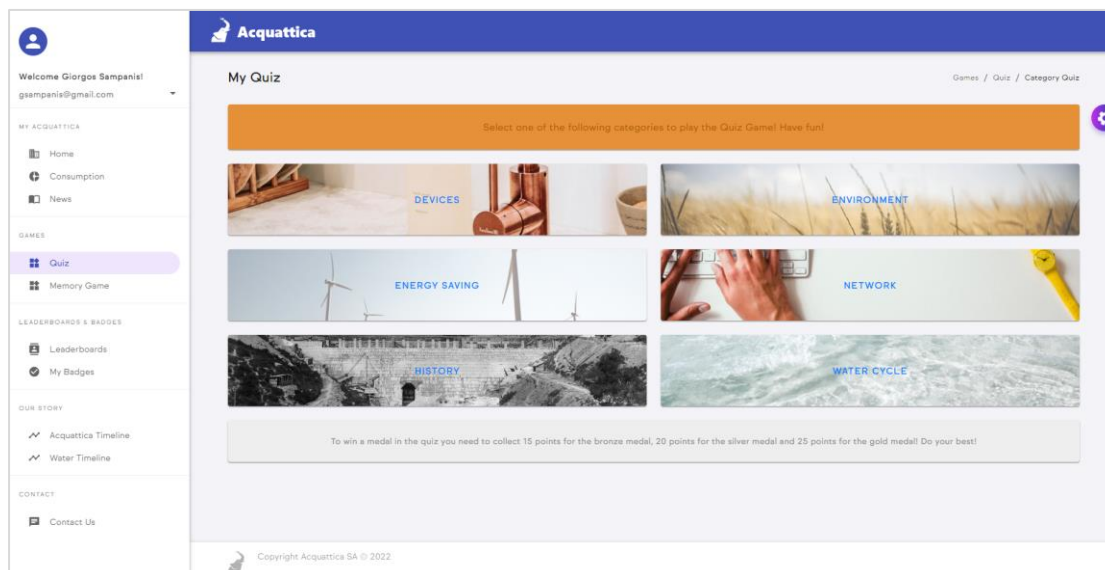 Acquattica
Welcome Giorgos Sampanis!
gsampanis@gmail.com
MY ACQUATTICA
Home
Consumption
News
GAMES
Quiz
Memory Game
LEADERBOARDS & BADGES
Leaderboards
My Badges
OUR STORY
Acquattica Timeline
Water Timeline
CONTACT
Contact Us
My Quiz
Games / Quiz / Category Quiz
Select one of the following categories to play the Quiz Game! Have fun!
DEVICES
ENVIRONMENT
ENERGY SAVING
NETWORK
HISTORY
WATER CYCLE
To win a medal in the quiz you need to collect 15 points for the bronze medal, 20 points for the silver medal and 25 points for the gold medal! Do your best!
Copyright Acquattica SA © 2022